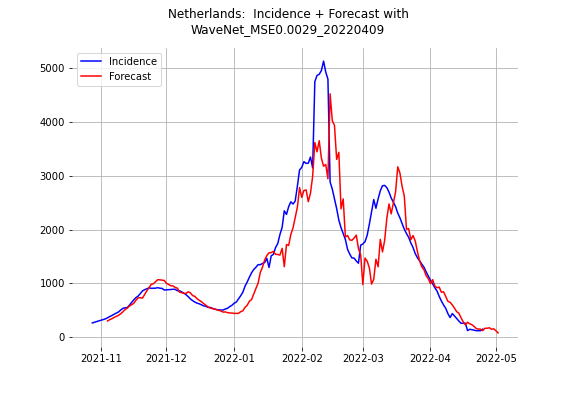 Netherlands:  Incidence + Forecast with
WaveNet_MSE0.0029_20220409
Incidence
Forecast
5000
4000
3000
2000
1000
0
2021-11 2021-12 2022-01 2022-02 2022-03 2022-04 2022-05